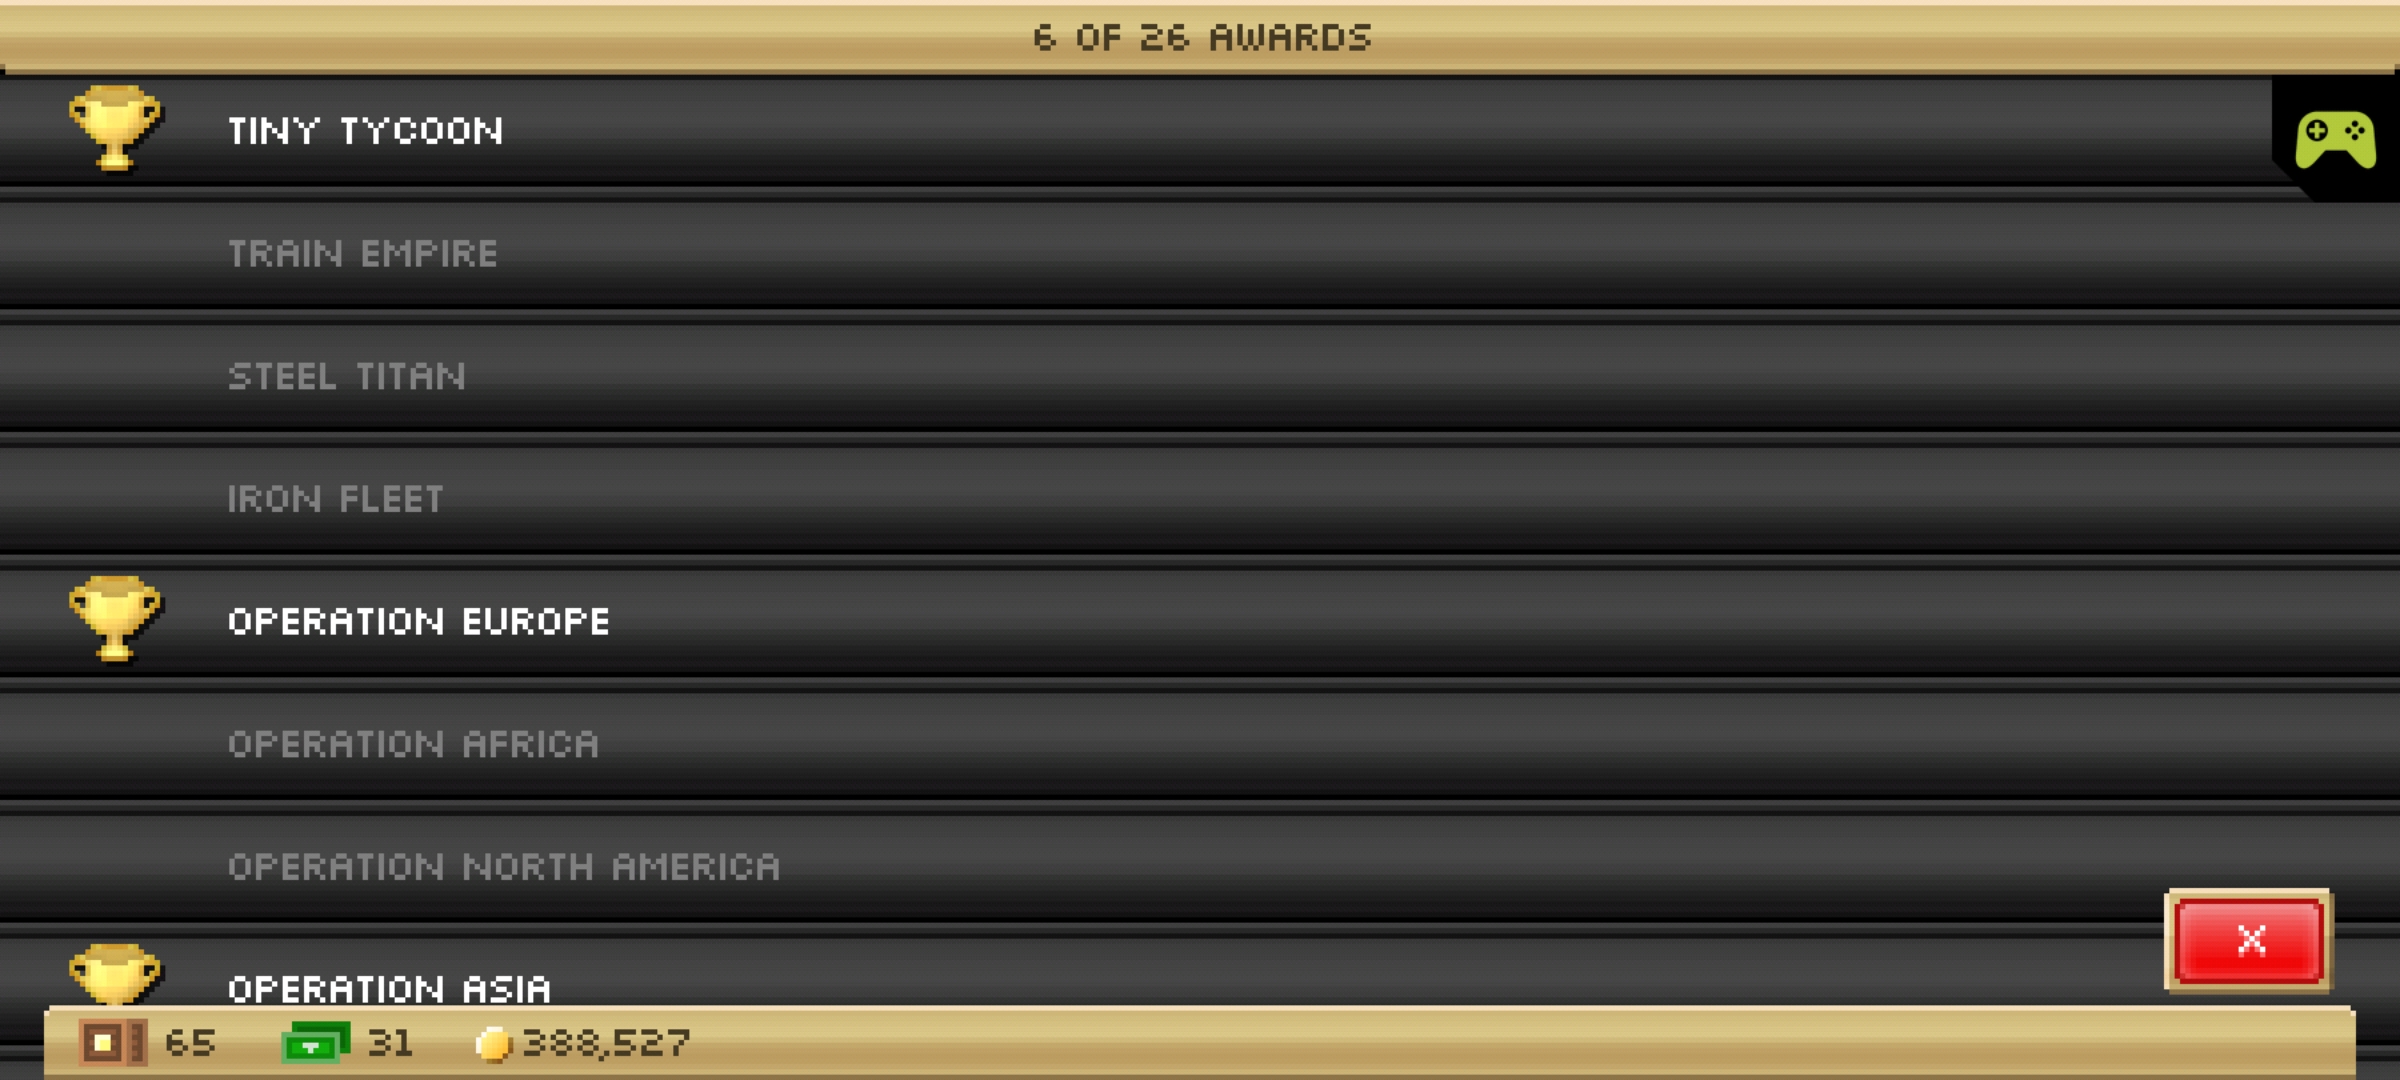 6 OF 26 AWARDS
TINY TYCOON
TRAIN EMPIRE
STEEL TITAN
IRON FLEET
OPERATION EUROPE
OPERATION AFRICA
OPERATION NORTH AMERICA
OPERATION ASIA
X
65 31 388,527